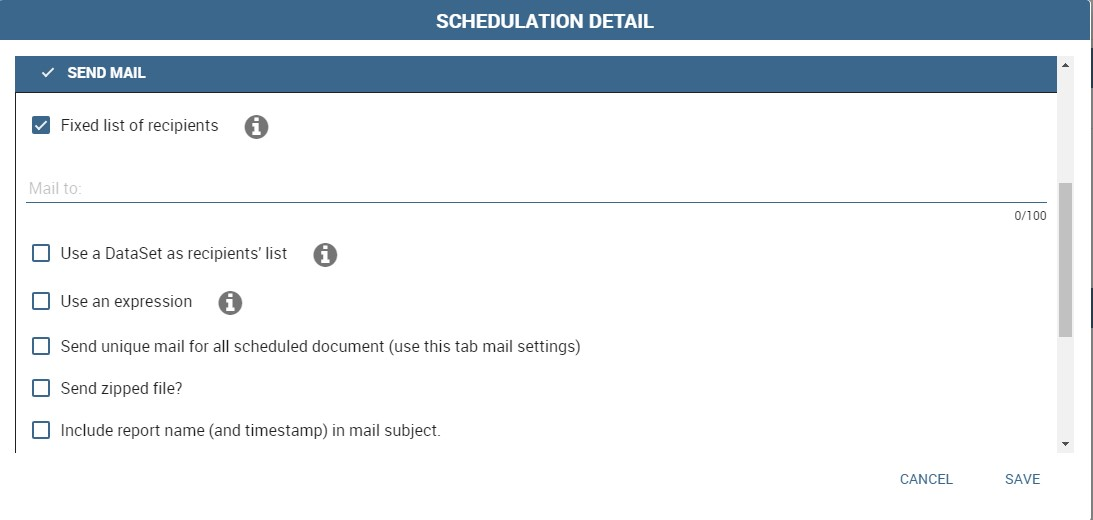 SCHEDULATION DETAIL
SEND MAIL
Fixed list of recipients
Mail to:
0/100
Use a DataSet as recipients' list
Use an expression
Send unique mail for all scheduled document (use this tab mail settings)
Send zipped file?
Include report name (and timestamp) in mail subject.
CANCEL SAVE